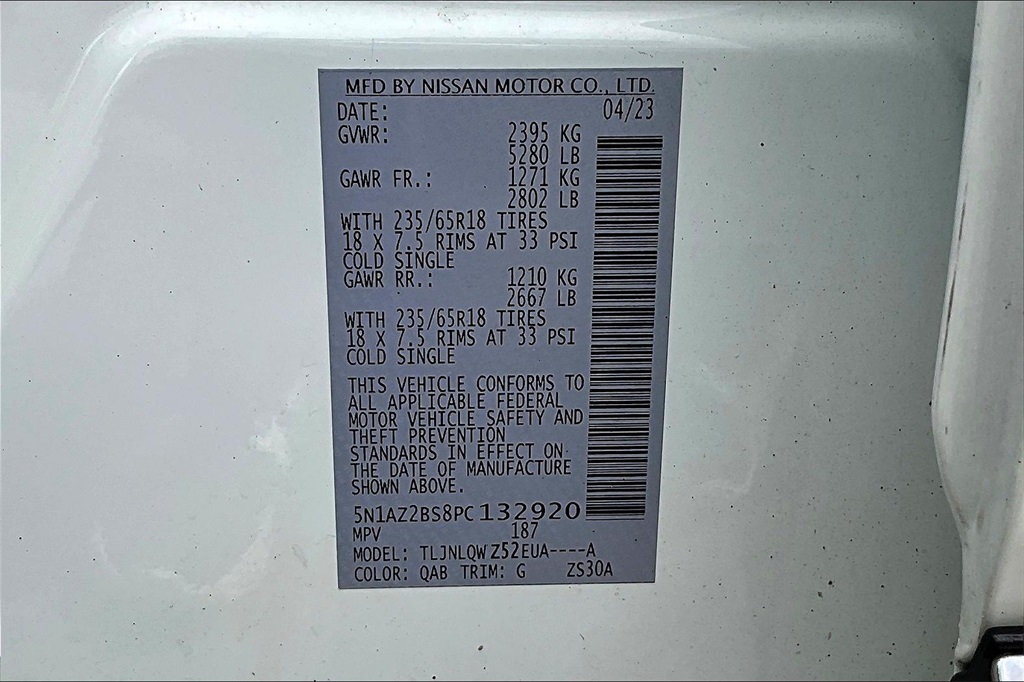 MFD BY NISSAN MOTOR CO., LTD.
DATE: 04/23
GVWR: 2395 KG
5280 LB
GAWR FR.: 1271 KG
2802 LB
WITH 235/65R18 TIRES
18 X 7.5 RIMS AT 33 PSI
COLD SINGLE
GAWR RR.: 1210 KG
2667 LB
WITH 235/65R18 TIRES
18 X 7.5 RIMS AT 33 PSI
COLD SINGLE
THIS VEHICLE CONFORMS TO
ALL APPLICABLE FEDERAL
MOTOR VEHICLE SAFETY AND
THEFT PREVENTION
STANDARDS IN EFFECT ON
THE DATE OF MANUFACTURE
SHOWN ABOVE.
5N1AZ2BS8PC132920
MPV 187
MODEL: TLJNLQWZ52EUA----A
COLOR: QAB TRIM: G ZS30A